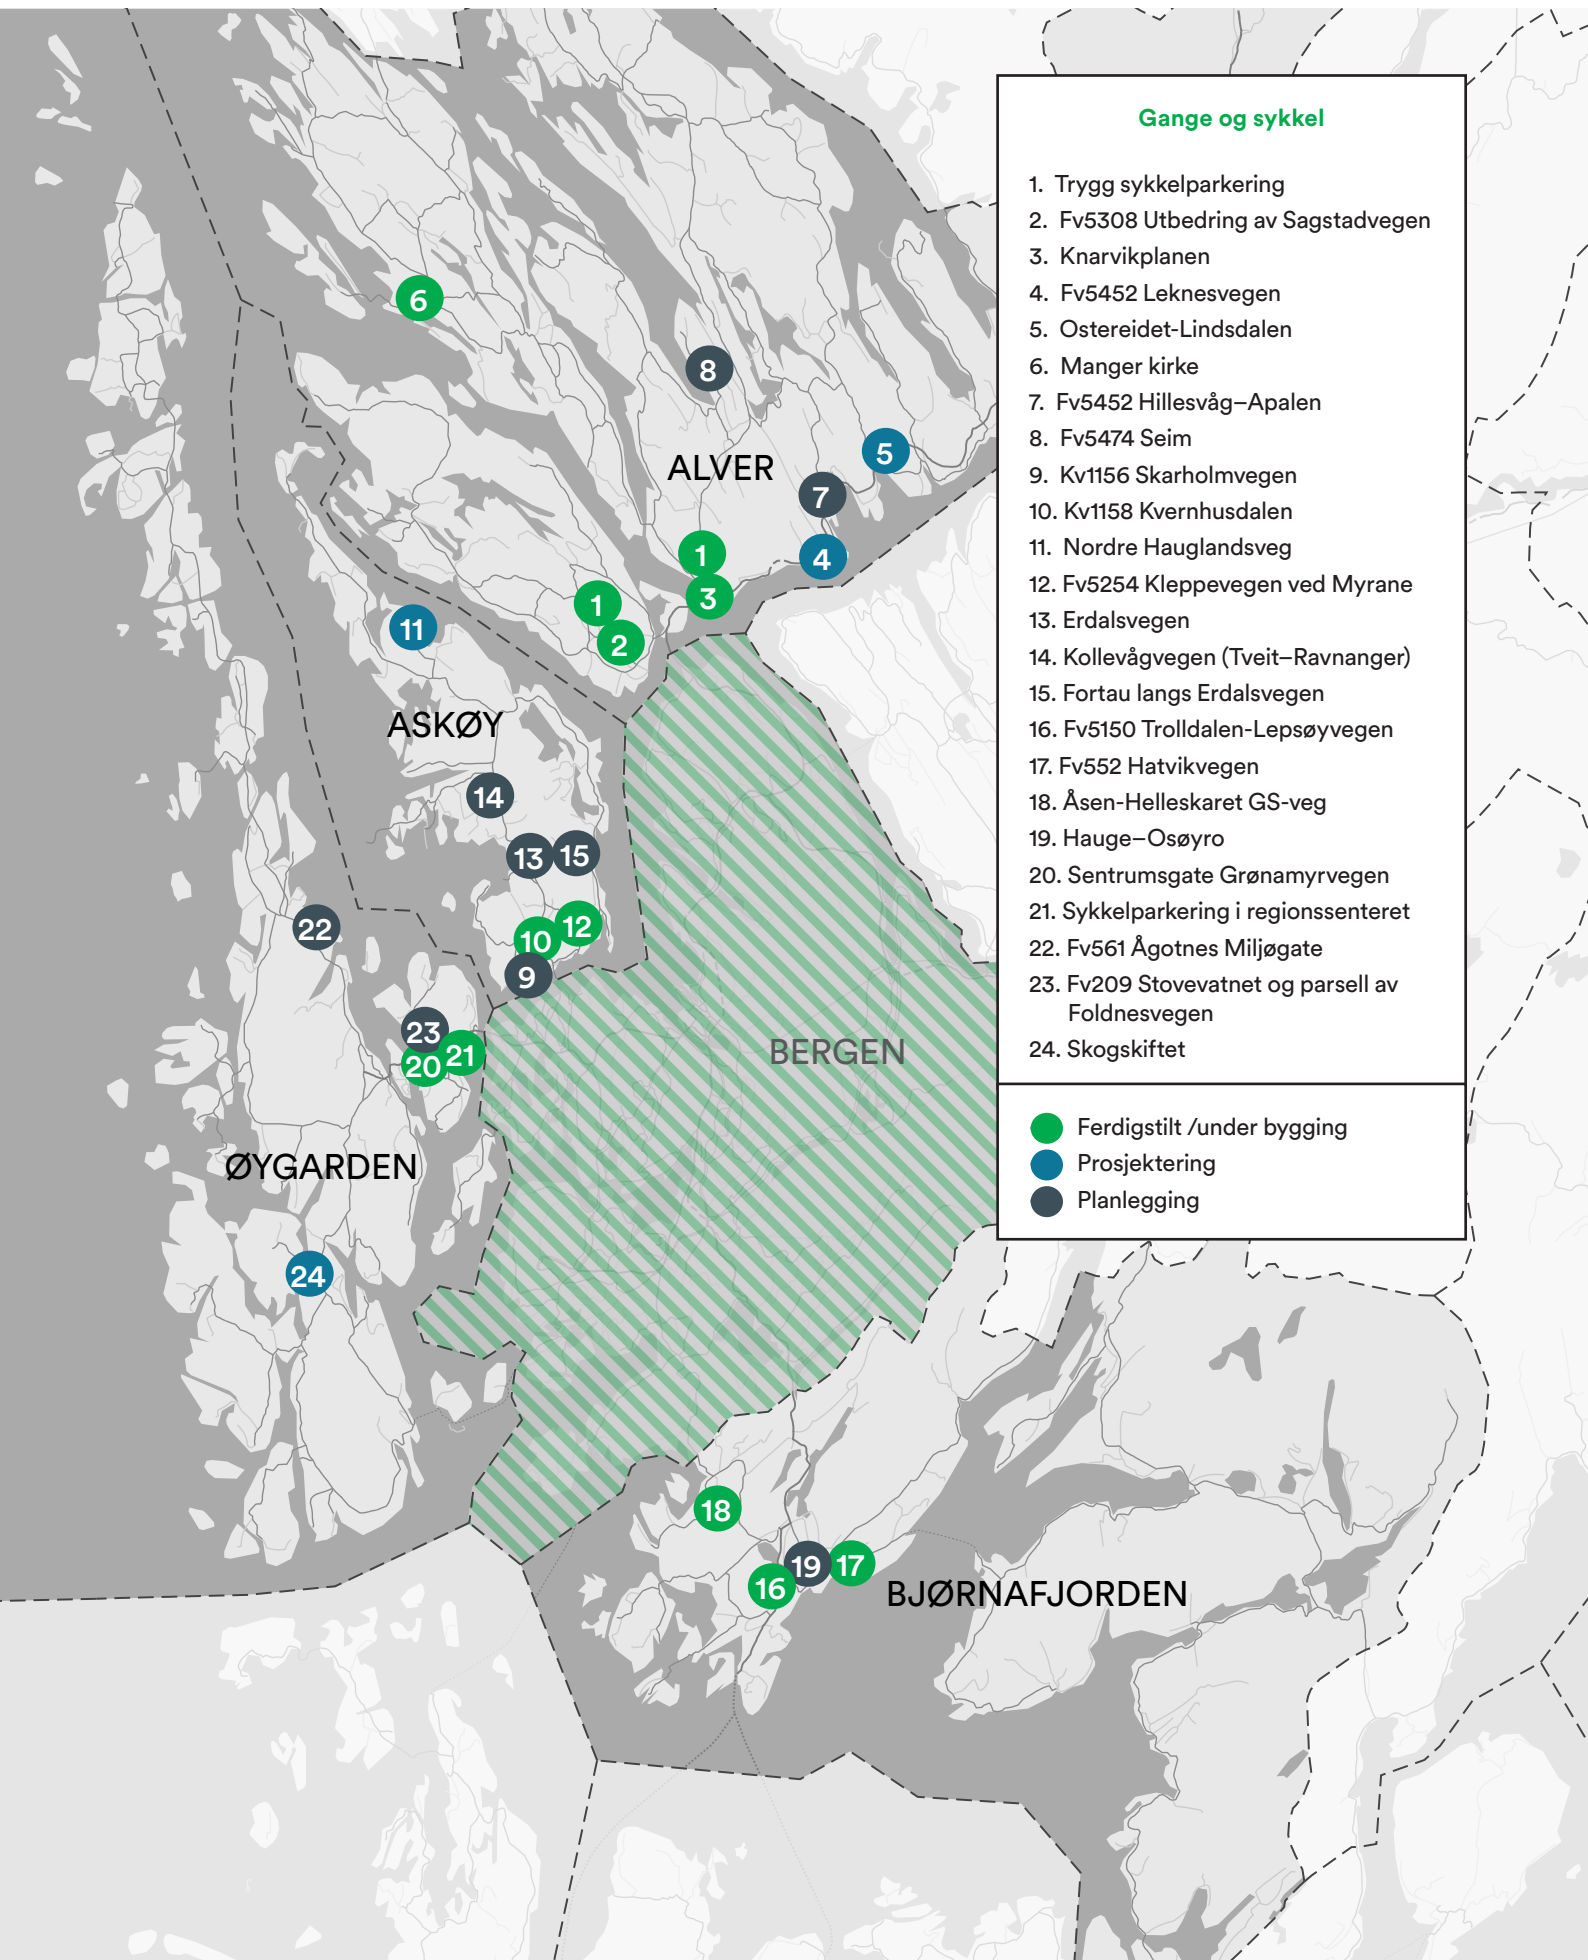 Gange og sykkel
1. Trygg sykkelparkering
2. Fv5308 Utbedring av Sagstadvegen
3. Knarvikplanen
4. Fv5452 Leknesvegen
5. Ostereidet-Lindsdalen
6. Manger kirke
7. Fv5452 Hillesvåg–Apalen
8. Fv5474 Seim
9. Kv1156 Skarholmvegen
10. Kv1158 Kvernhusdalen
11. Nordre Hauglandsveg
12. Fv5254 Kleppevegen ved Myrane
13. Erdalsvegen
14. Kollevågvegen (Tveit–Ravnanger)
15. Fortau langs Erdalsvegen
16. Fv5150 Trolldalen-Lepsøyvegen
17. Fv552 Hatvikvegen
18. Åsen-Helleskaret GS-veg
19. Hauge–Osøyro
20. Sentrumsgate Grønamyrvegen
21. Sykkelparkering i regionssenteret
22. Fv561 Ågotnes Miljøgate
23. Fv209 Stovevatnet og parsell av
Foldnesvegen
24. Skogskiftet
Ferdigstilt /under bygging
Prosjektering
Planlegging
6
8
ALVER
5
7
1
4
3
1
2
11
ASKØY
14
13
15
12
10
9
22
23
21
20
BERGEN
ØYGARDEN
24
18
19
17
16
BJØRNAFJORDEN